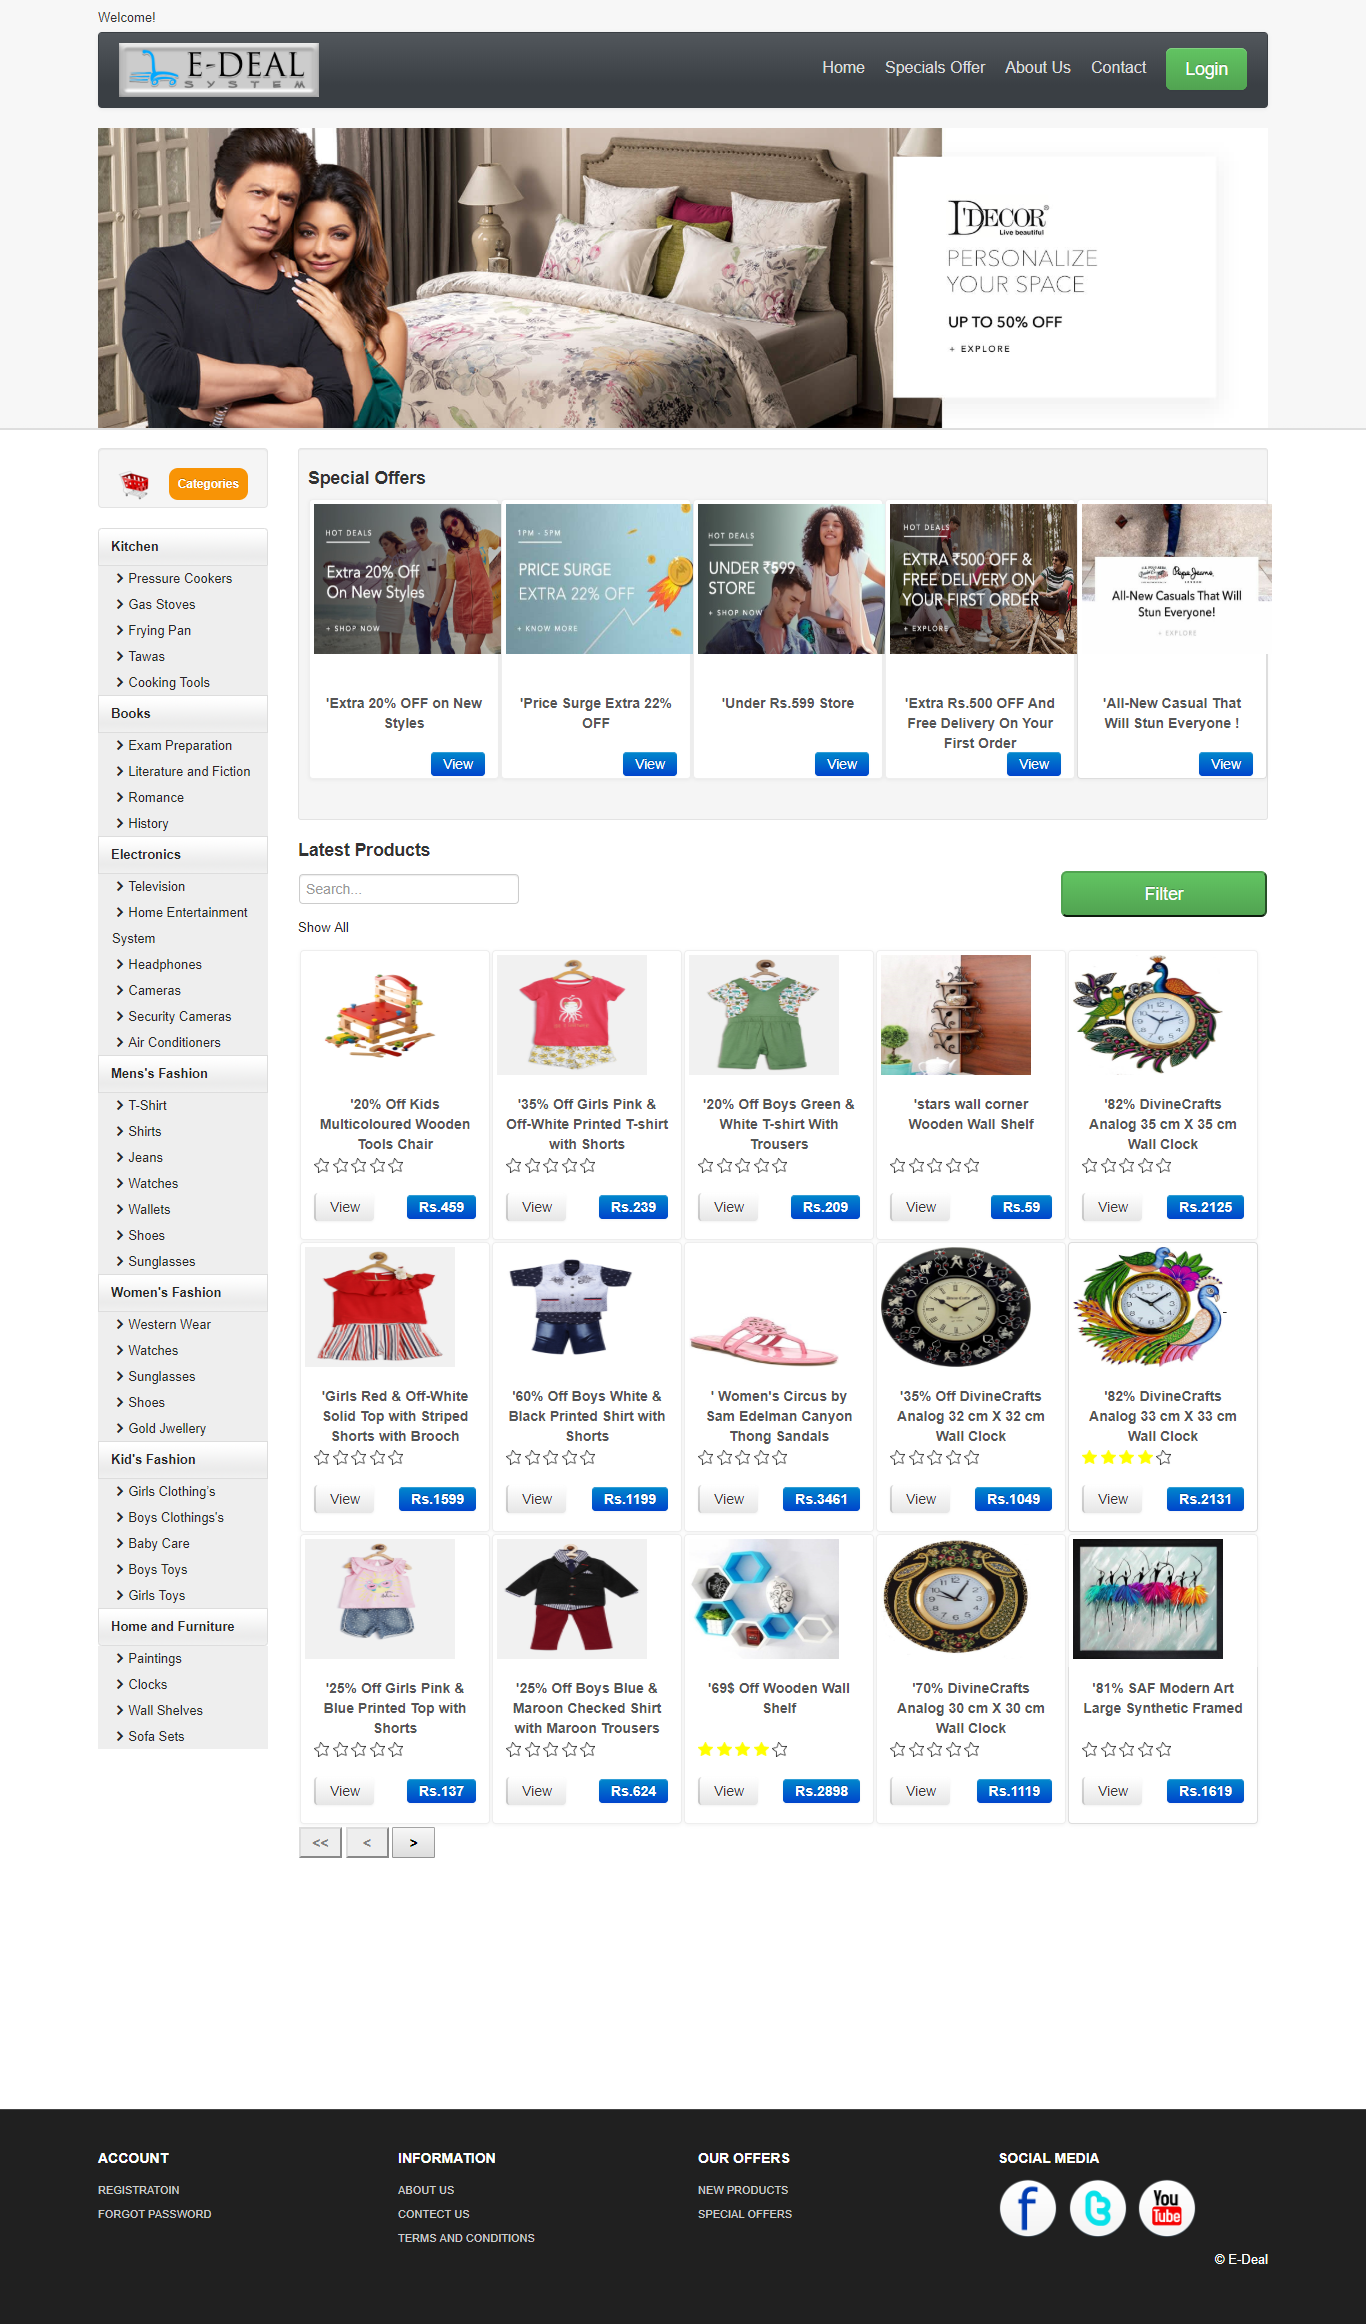 Welcome!
E-DEAL
SYSTEM
Home
Specials Offer
About Us
Contact
Login
D'DECOR®
Live beautiful
PERSONALIZE
YOUR SPACE
UP TO 50% OFF
+ EXPLORE
Categories
Kitchen
Pressure Cookers
Gas Stoves
Frying Pan
Tawas
Cooking Tools
Books
Exam Preparation
Literature and Fiction
Romance
History
Electronics
Television
Home Entertainment
System
Headphones
Cameras
Security Cameras
Air Conditioners
Mens's Fashion
T-Shirt
Shirts
Jeans
Watches
Wallets
Shoes
Sunglasses
Women's Fashion
Western Wear
Watches
Sunglasses
Shoes
Gold Jwellery
Kid's Fashion
Girls Clothing's
Boys Clothings's
Baby Care
Boys Toys
Girls Toys
Home and Furniture
Paintings
Clocks
Wall Shelves
Sofa Sets
Special Offers
HOT DEALS
Extra 20% Off
On New Styles
+ SHOP NOW
'Extra 20% OFF on New
Styles
View
1PM - 5PM
PRICE SURGE
EXTRA 22% OFF
+ KNOW MORE
'Price Surge Extra 22%
OFF
View
HOT DEALS
UNDER ₹599
STORE
+ SHOP NOW
'Under Rs.599 Store
View
HOT DEALS
EXTRA ₹500 OFF &
FREE DELIVERY ON
YOUR FIRST ORDER
+ EXPLORE
'Extra Rs.500 OFF And
Free Delivery On Your
First Order
View
Pepe Jeans
All-New Casuals That Will
Stun Everyone!
+ EXPLORE
'All-New Casual That
Will Stun Everyone !
View
Latest Products
Search...
Filter
Show All
'20% Off Kids
Multicoloured Wooden
Tools Chair
View
Rs.459
'35% Off Girls Pink &
Off-White Printed T-shirt
with Shorts
View
Rs.239
'20% Off Boys Green &
White T-shirt With
Trousers
View
Rs.209
'stars wall corner
Wooden Wall Shelf
View
Rs.59
'82% DivineCrafts
Analog 35 cm X 35 cm
Wall Clock
View
Rs.2125
'Girls Red & Off-White
Solid Top with Striped
Shorts with Brooch
View
Rs.1599
'60% Off Boys White &
Black Printed Shirt with
Shorts
View
Rs.1199
' Women's Circus by
Sam Edelman Canyon
Thong Sandals
View
Rs.3461
'35% Off DivineCrafts
Analog 32 cm X 32 cm
Wall Clock
View
Rs.1049
'82% DivineCrafts
Analog 33 cm X 33 cm
Wall Clock
View
Rs.2131
'25% Off Girls Pink &
Blue Printed Top with
Shorts
View
Rs.137
'25% Off Boys Blue &
Maroon Checked Shirt
with Maroon Trousers
View
Rs.624
'69$ Off Wooden Wall
Shelf
View
Rs.2898
'70% DivineCrafts
Analog 30 cm X 30 cm
Wall Clock
View
Rs.1119
'81% SAF Modern Art
Large Synthetic Framed
View
Rs.1619
<<
<
>
ACCOUNT
REGISTRATOIN
FORGOT PASSWORD
INFORMATION
ABOUT US
CONTECT US
TERMS AND CONDITIONS
OUR OFFERS
NEW PRODUCTS
SPECIAL OFFERS
SOCIAL MEDIA
You
Tube
© E-Deal